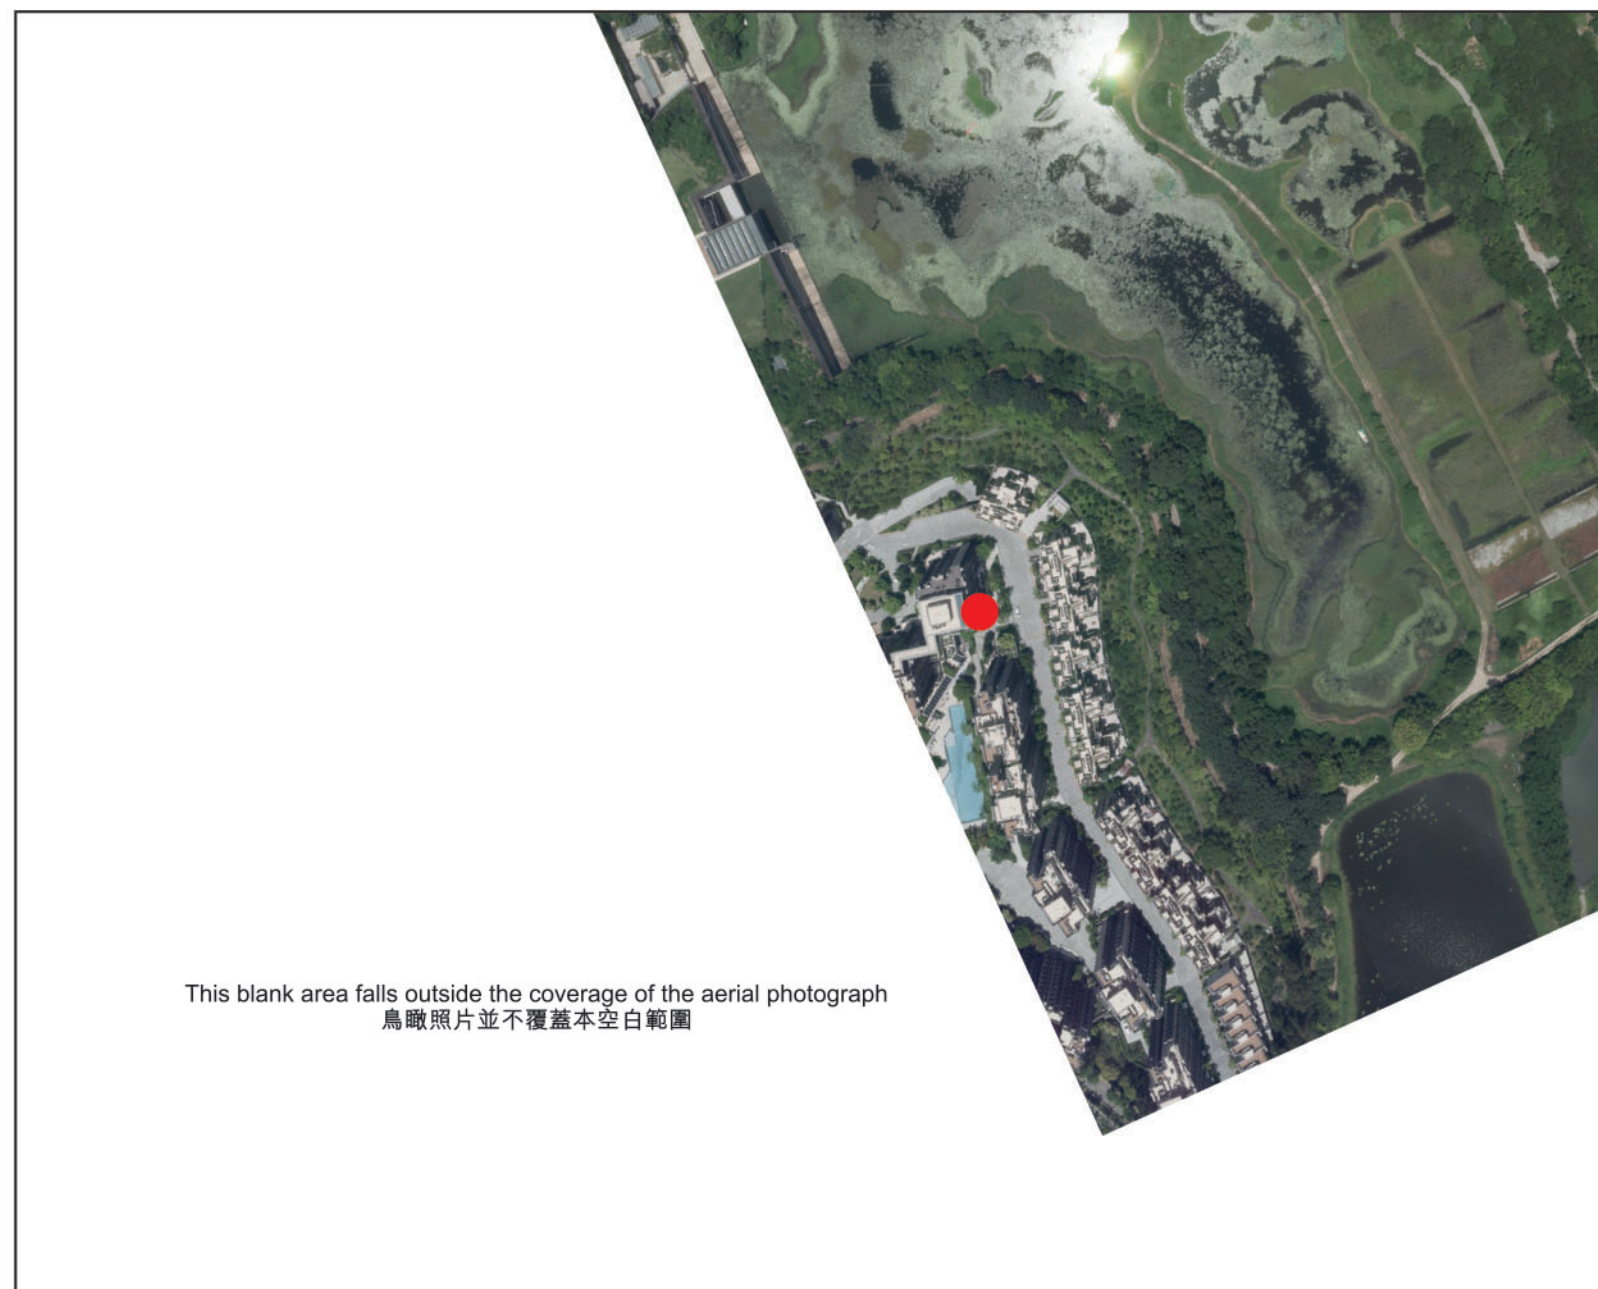 This blank area falls outside the coverage of the aerial photograph
鳥瞰照片並不覆蓋本空白範圍